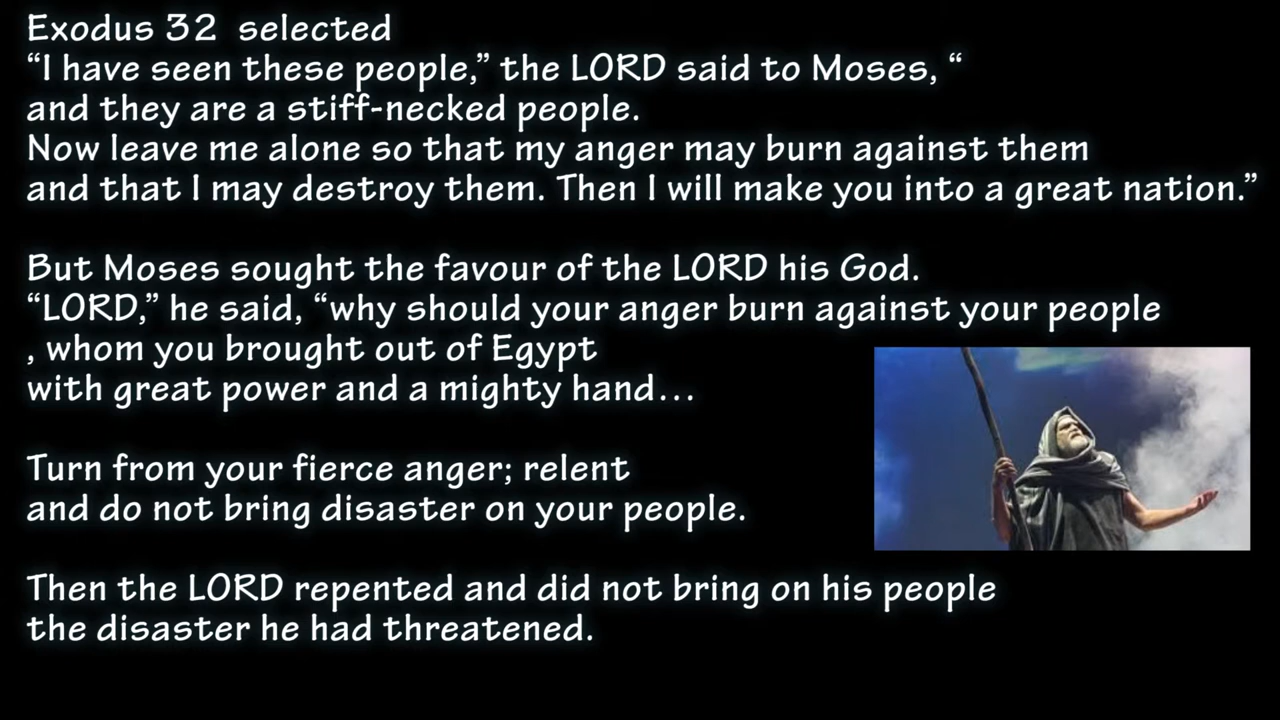 Exodus 32  selected
“I have seen these people,” the LORD said to Moses, “
and they are a stiff-necked people.
Now leave me alone so that my anger may burn against them
and that I may destroy them. Then I will make you into a great nation.”
But Moses sought the favour of the LORD his God.
“LORD,” he said, “why should your anger burn against your people
, whom you brought out of Egypt
with great power and a mighty hand…
Turn from your fierce anger; relent
and do not bring disaster on your people.
Then the LORD repented and did not bring on his people
the disaster he had threatened.